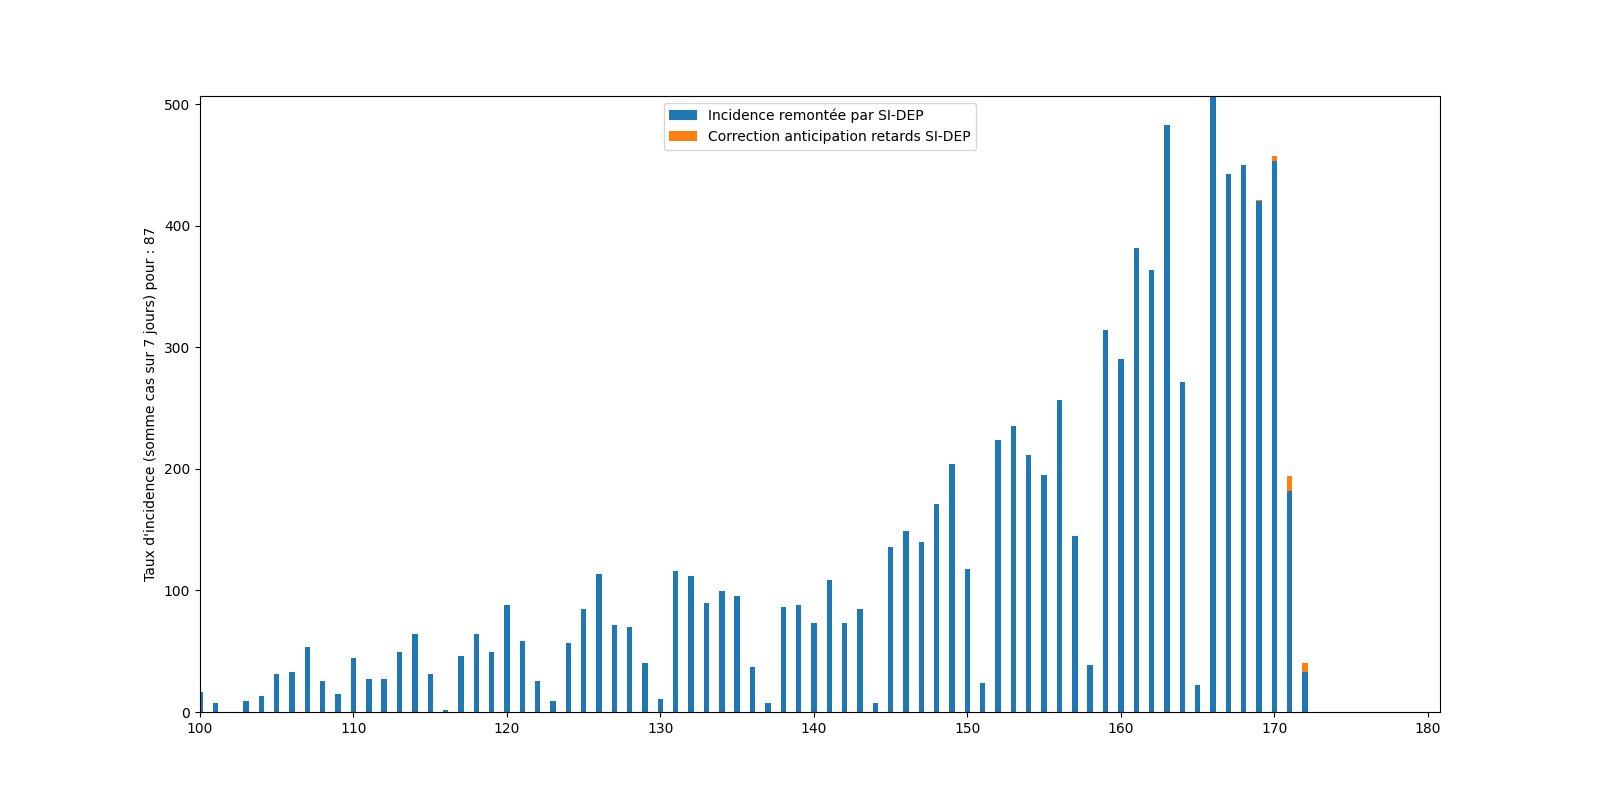 Incidence remontée par SI-DEP
Correction anticipation retards SI-DEP
Taux d'incidence (somme cas sur 7 jours) pour : 87
500
400
300
200
100
0
100 110 120 130 140 150 160 170 180